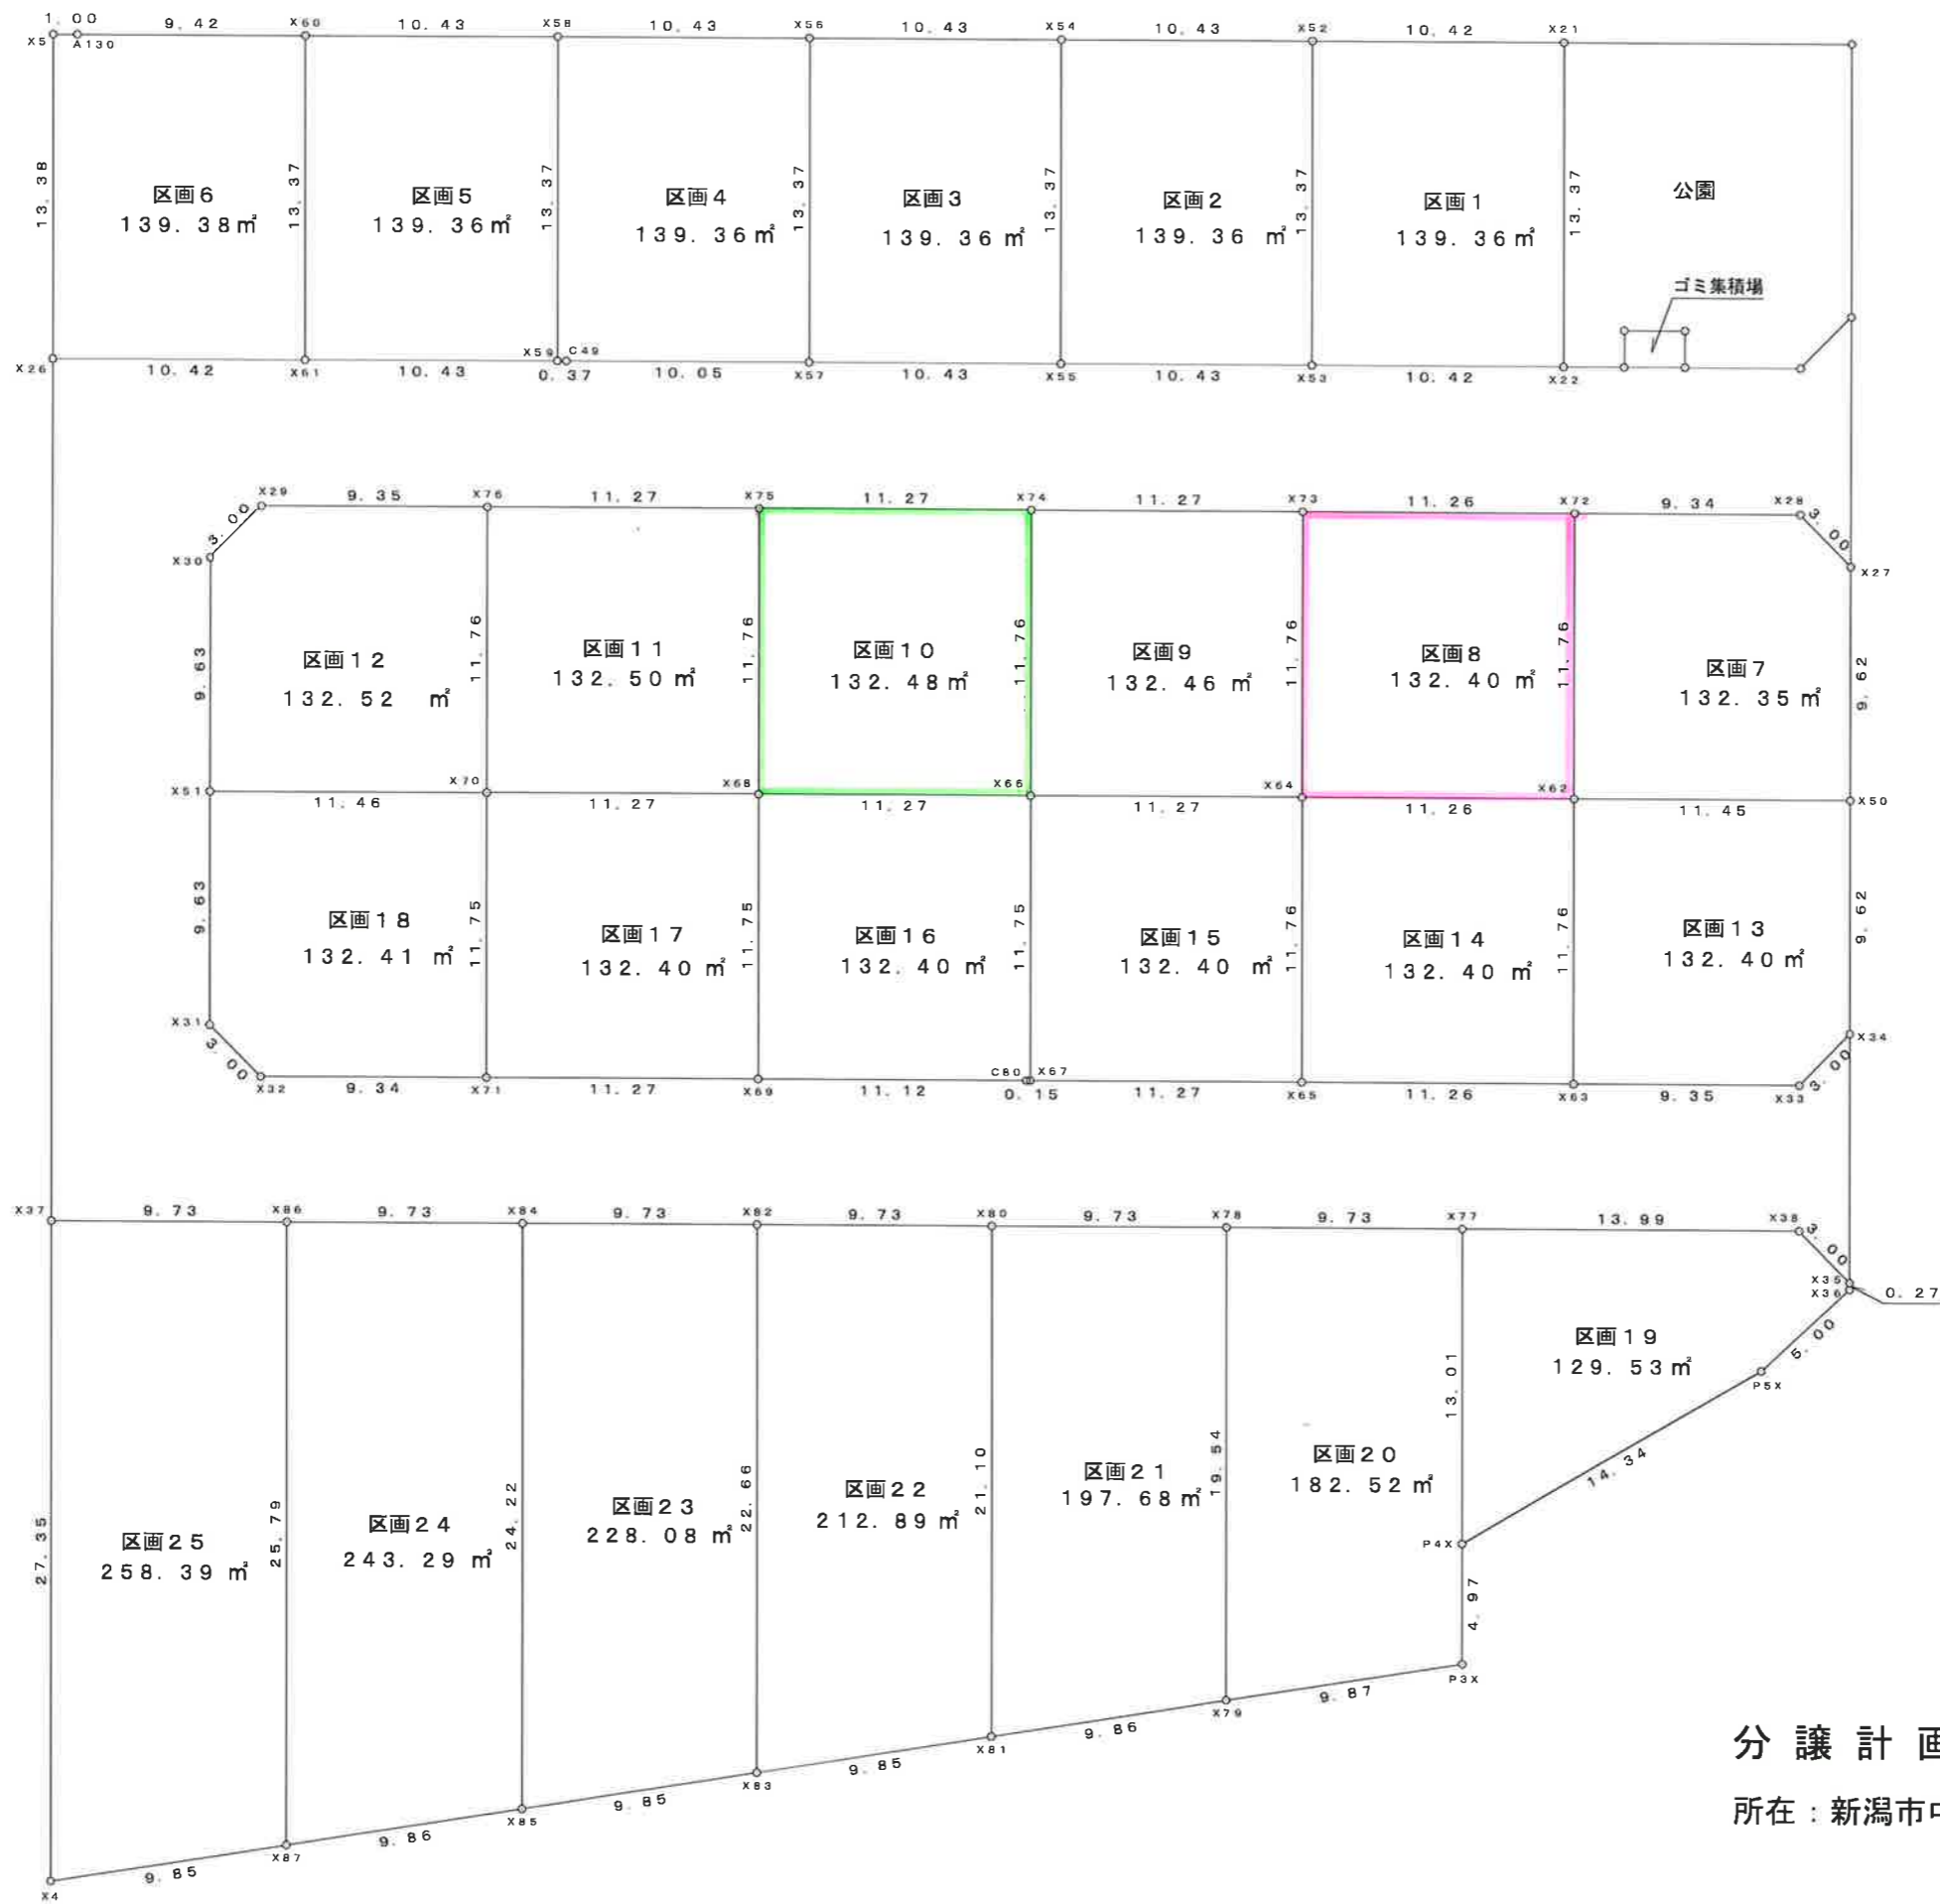 1.00 9.42 X60 10.43 X58 10.43 X56 10.43 X54 10.43 X52 10.42 X21
X5 A130
13.38 区画6 13.37 区画5 13.37 区画4 13.37 区画3 13.37 区画2 13.37 区画1 13.37 公園
139.38㎡ 139.36㎡ 139.36㎡ 139.36㎡ 139.36㎡ 139.36㎡
ゴミ集積場
X26 10.42 X61 10.43 X59 C49 0.37 10.05 X57 10.43 X55 10.43 X53 10.42 X22
X29 9.35 X76 11.27 X75 11.27 X74 11.27 X73 11.26 X72 9.34 X28
3.00 3.00
X30 X27
9.63 区画12 11.76 区画11 11.76 区画10 11.76 区画9 11.76 区画8 11.76 区画7 9.62
132.52㎡ 132.50㎡ 132.48㎡ 132.46㎡ 132.40㎡ 132.35㎡
X51 X70 X68 X66 X64 X62 X50
11.46 11.27 11.27 11.27 11.26 11.45
9.63 区画18 11.75 区画17 11.75 区画16 11.75 区画15 11.76 区画14 11.76 区画13 9.62
132.41㎡ 132.40㎡ 132.40㎡ 132.40㎡ 132.40㎡ 132.40㎡
X31 X34
3.00 C80 X67 3.00
X32 9.34 X71 11.27 X69 11.12 0.15 11.27 X65 11.26 X63 9.35 X33
X37 9.73 X86 9.73 X84 9.73 X82 9.73 X80 9.73 X78 9.73 X77 13.99 X38
3.00
X35
X36 0.27
区画19
129.53㎡
13.01 5.00
P5X
14.34
区画20
182.52㎡
19.54 区画21
197.68㎡
21.10 区画22
212.89㎡
22.66 区画23
228.08㎡
24.22 区画24
243.29㎡
25.79 区画25
258.39㎡
27.35
P4X
4.97
P3X
9.87
X79
9.86
X81
9.85
X83
9.85
X85
9.86
X87
9.85
X4
分譲計画
所在：新潟市中